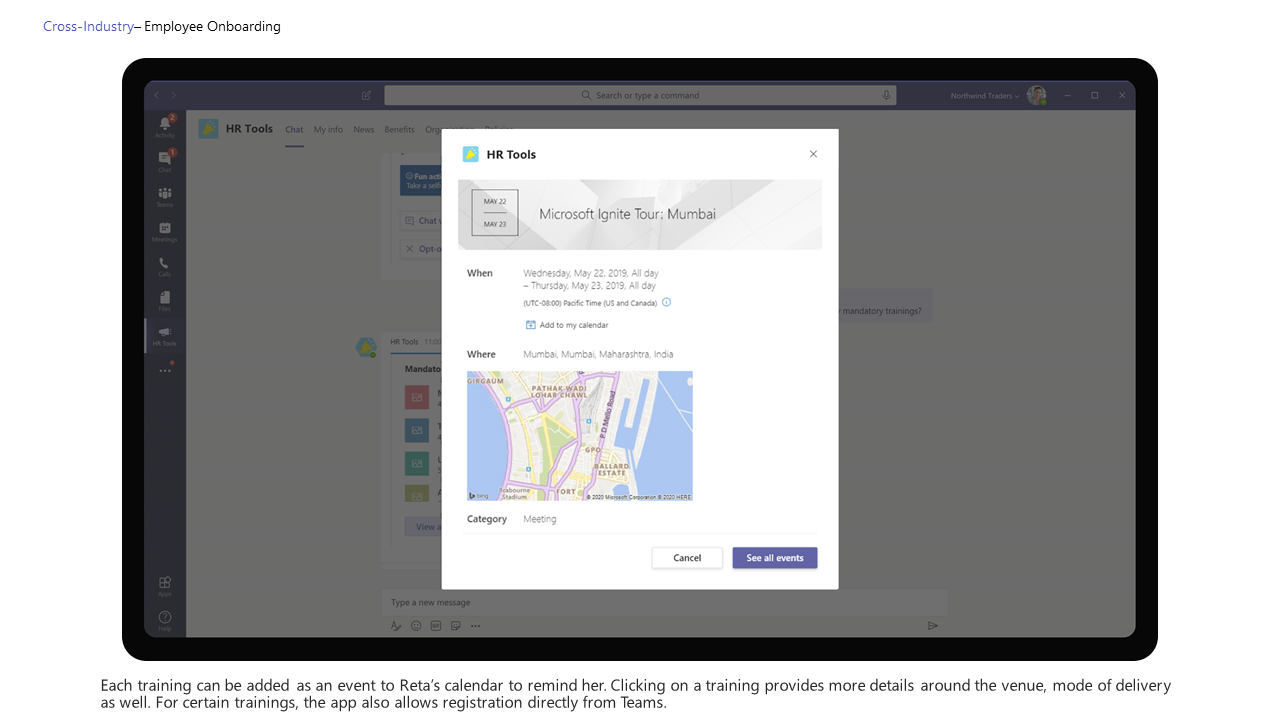 Cross-Industry– Employee Onboarding
Search or type a command
Northwind Traders
Activity
2
Chat
1
Teams
Meetings
Calls
Files
HR Tools
Apps
Help
HR Tools Chat My info News Benefits
Fun
Take a self
Chat
mandatory trainings?
HR Tools 11:00
Type a new message
HR Tools
MAY 22
MAY 23
Microsoft Ignite Tour: Mumbai
When
Wednesday, May 22, 2019, All day
– Thursday, May 23, 2019, All day
(UTC-08:00) Pacific Time (US and Canada)
Add to my calendar
Where
Mumbai, Mumbai, Maharashtra, India
GIRGAUM
PATHAK WADI
LOHAR CHAWL
P D Mello Road
GPO
BALLARD
ESTATE
FORT
Brabourne
Stadium
bing
© 2020 Microsoft Corporation © 2020 HERE
Category
Meeting
Cancel
See all events
Each training can be added as an event to Reta’s calendar to remind her. Clicking on a training provides more details around the venue, mode of delivery
as well. For certain trainings, the app also allows registration directly from Teams.